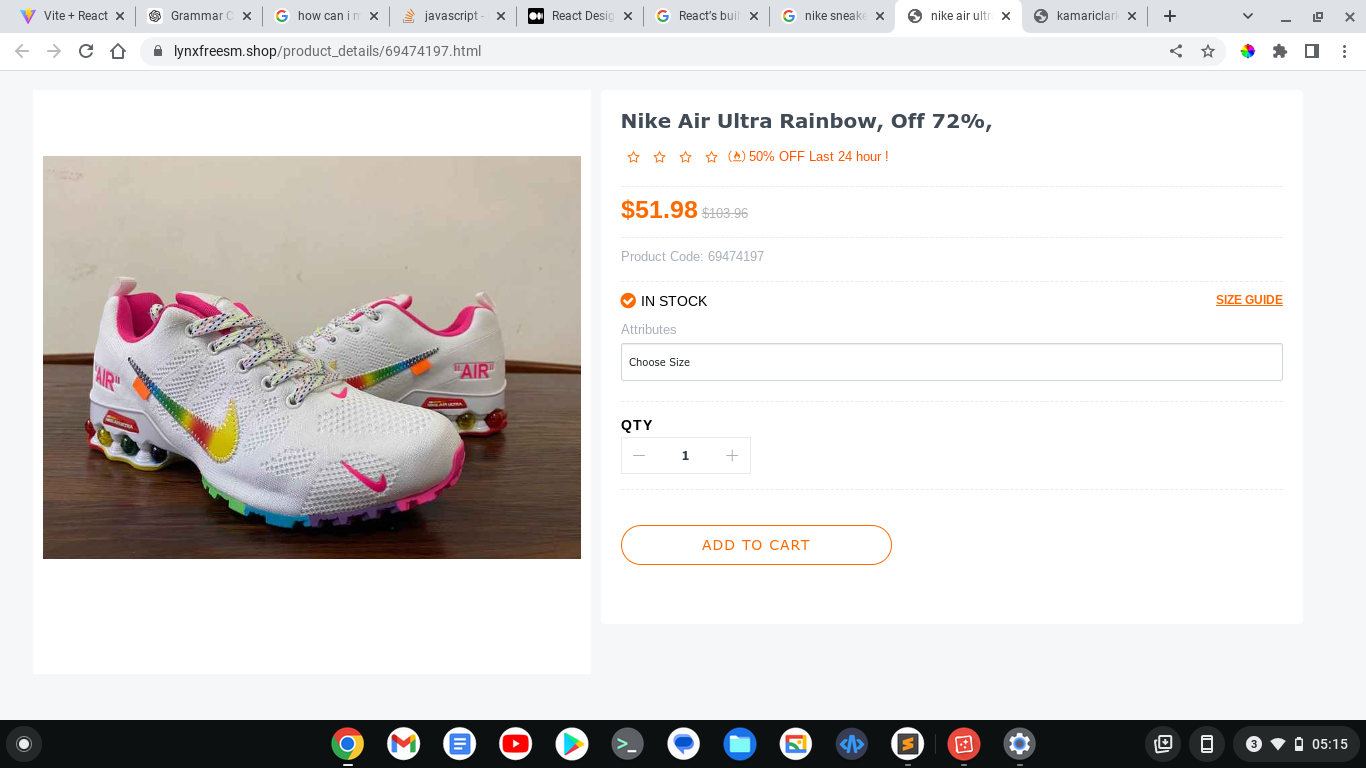 Vite + React
Grammar C
how can i m
javascript -
React Desig
React's buil
nike sneake
nike air ultr
kamariclark
lynxfreesm.shop/product_details/69474197.html
Nike Air Ultra Rainbow, Off 72%,
50% OFF Last 24 hour !
$51.98 $103.96
Product Code: 69474197
IN STOCK
SIZE GUIDE
Attributes
Choose Size
QTY
1
ADD TO CART
"AIR"
"AIR"
3
05:15